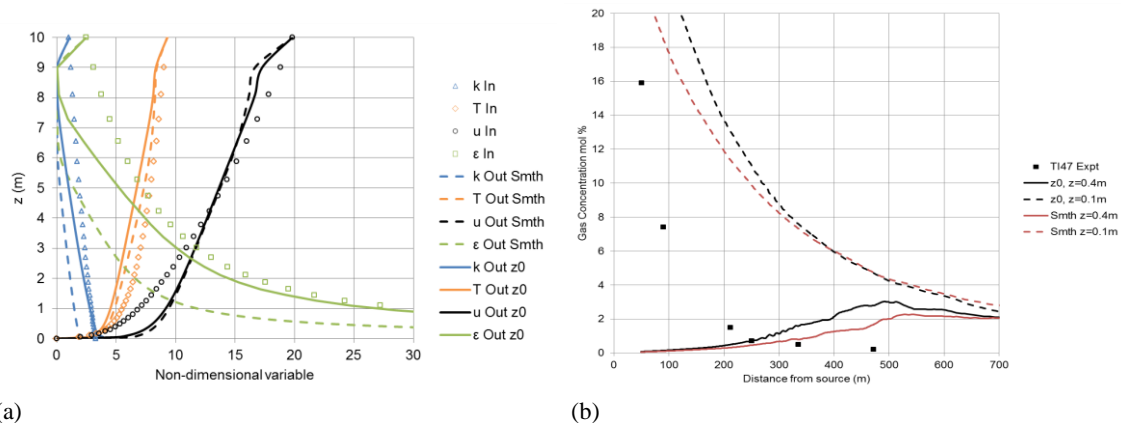 10
9
8
7
6
5
4
3
2
1
0
z (m)
0 5 10 15 20 25 30
Non-dimensional variable
k In
T In
u In
ε In
k Out Smth
T Out Smth
u Out Smth
ε Out Smth
k Out z0
T Out z0
u Out z0
ε Out z0
(a)
20
18
16
14
12
10
8
6
4
2
0
Gas Concentration mol %
0 100 200 300 400 500 600 700
Distance from source (m)
TI47 Expt
z0, z=0.4m
z0, z=0.1m
Smth z=0.4m
Smth z=0.1m
(b)